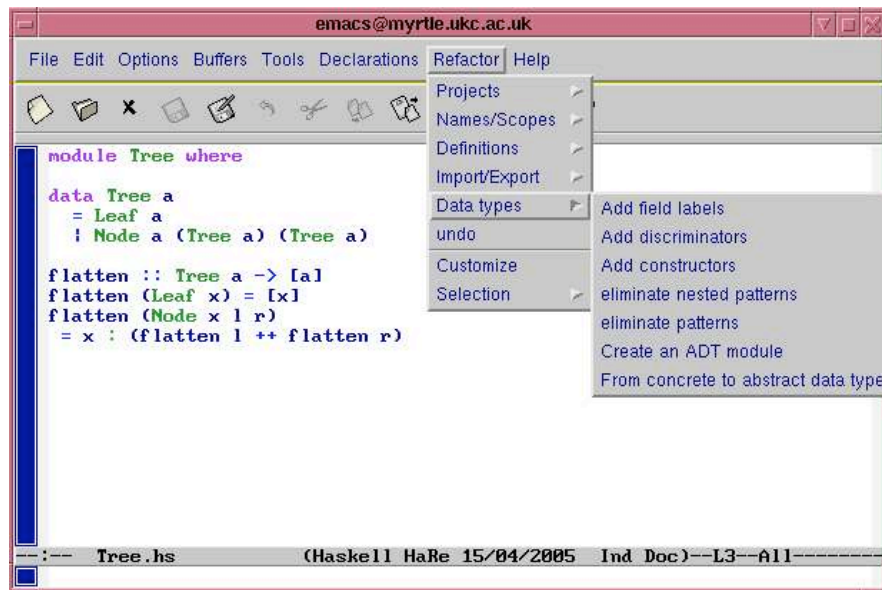 emacs@myrtle.ukc.ac.uk
File Edit Options Buffers Tools Declarations Refactor Help
Projects
Names/Scopes
Definitions
Import/Export
Data types
undo
Customize
Selection
Add field labels
Add discriminators
Add constructors
eliminate nested patterns
eliminate patterns
Create an ADT module
From concrete to abstract data type
module Tree where
data Tree a
= Leaf a
| Node a (Tree a) (Tree a)
flatten :: Tree a -> [a]
flatten (Leaf x) = [x]
flatten (Node x l r)
= x : (flatten l ++ flatten r)
--:-- Tree.hs (Haskell HaRe 15/04/2005 Ind Doc)--L3--All--------